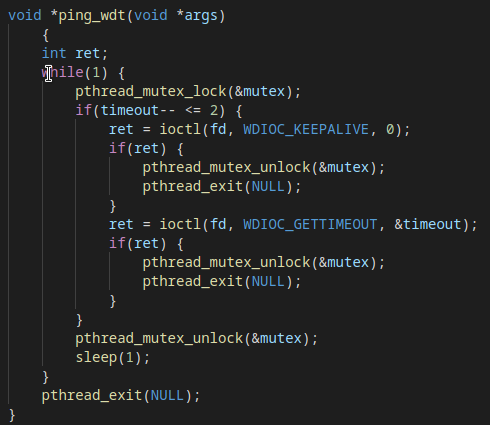 void *ping_wdt(void *args)
    {
    int ret;
    while(1) {
        pthread_mutex_lock(&mutex);
        if(timeout-- <= 2) {
            ret = ioctl(fd, WDIOC_KEEPALIVE, 0);
            if(ret) {
                pthread_mutex_unlock(&mutex);
                pthread_exit(NULL);
            }
            ret = ioctl(fd, WDIOC_GETTIMEOUT, &timeout);
            if(ret) {
                pthread_mutex_unlock(&mutex);
                pthread_exit(NULL);
            }
        }
        pthread_mutex_unlock(&mutex);
        sleep(1);
    }
    pthread_exit(NULL);
}